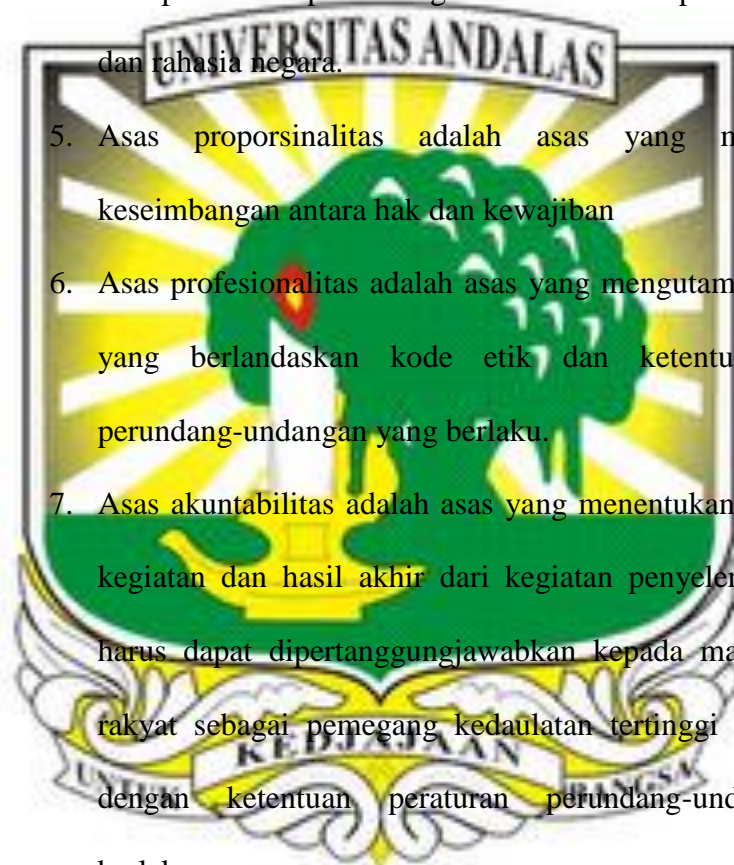 UNIVERSITAS ANDALAS
dan rahasia negara.
5. Asas proporsinalitas adalah asas yang
keseimbangan antara hak dan kewajiban
6. Asas profesionalitas adalah asas yang
yang berlandaskan kode etik dan
perundang-undangan yang berlaku.
7. Asas akuntabilitas adalah asas yang menentukan
kegiatan dan hasil akhir dari kegiatan
harus dapat dipertanggungjawabkan kepada
rakyat sebagai pemegang kedaulatan tertinggi
KEDJAJAAN
UNTUK BANGSA
dengan ketentuan peraturan